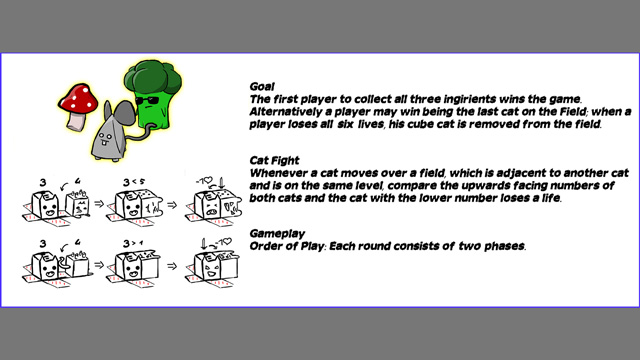 Goal
The first player to collect all three ingirients wins the game.
Alternatively a player may win being the last cat on the Field; when a
player loses all six lives, his cube cat is removed from the field.
Cat Fight
Whenever a cat moves over a field, which is adjacent to another cat
and is on the same level, compare the upwards facing numbers of
both cats and the cat with the lower number loses a life.
Gameplay
Order of Play: Each round consists of two phases.
3 4 3 < 5 -1
3 4 3 > 1 -1